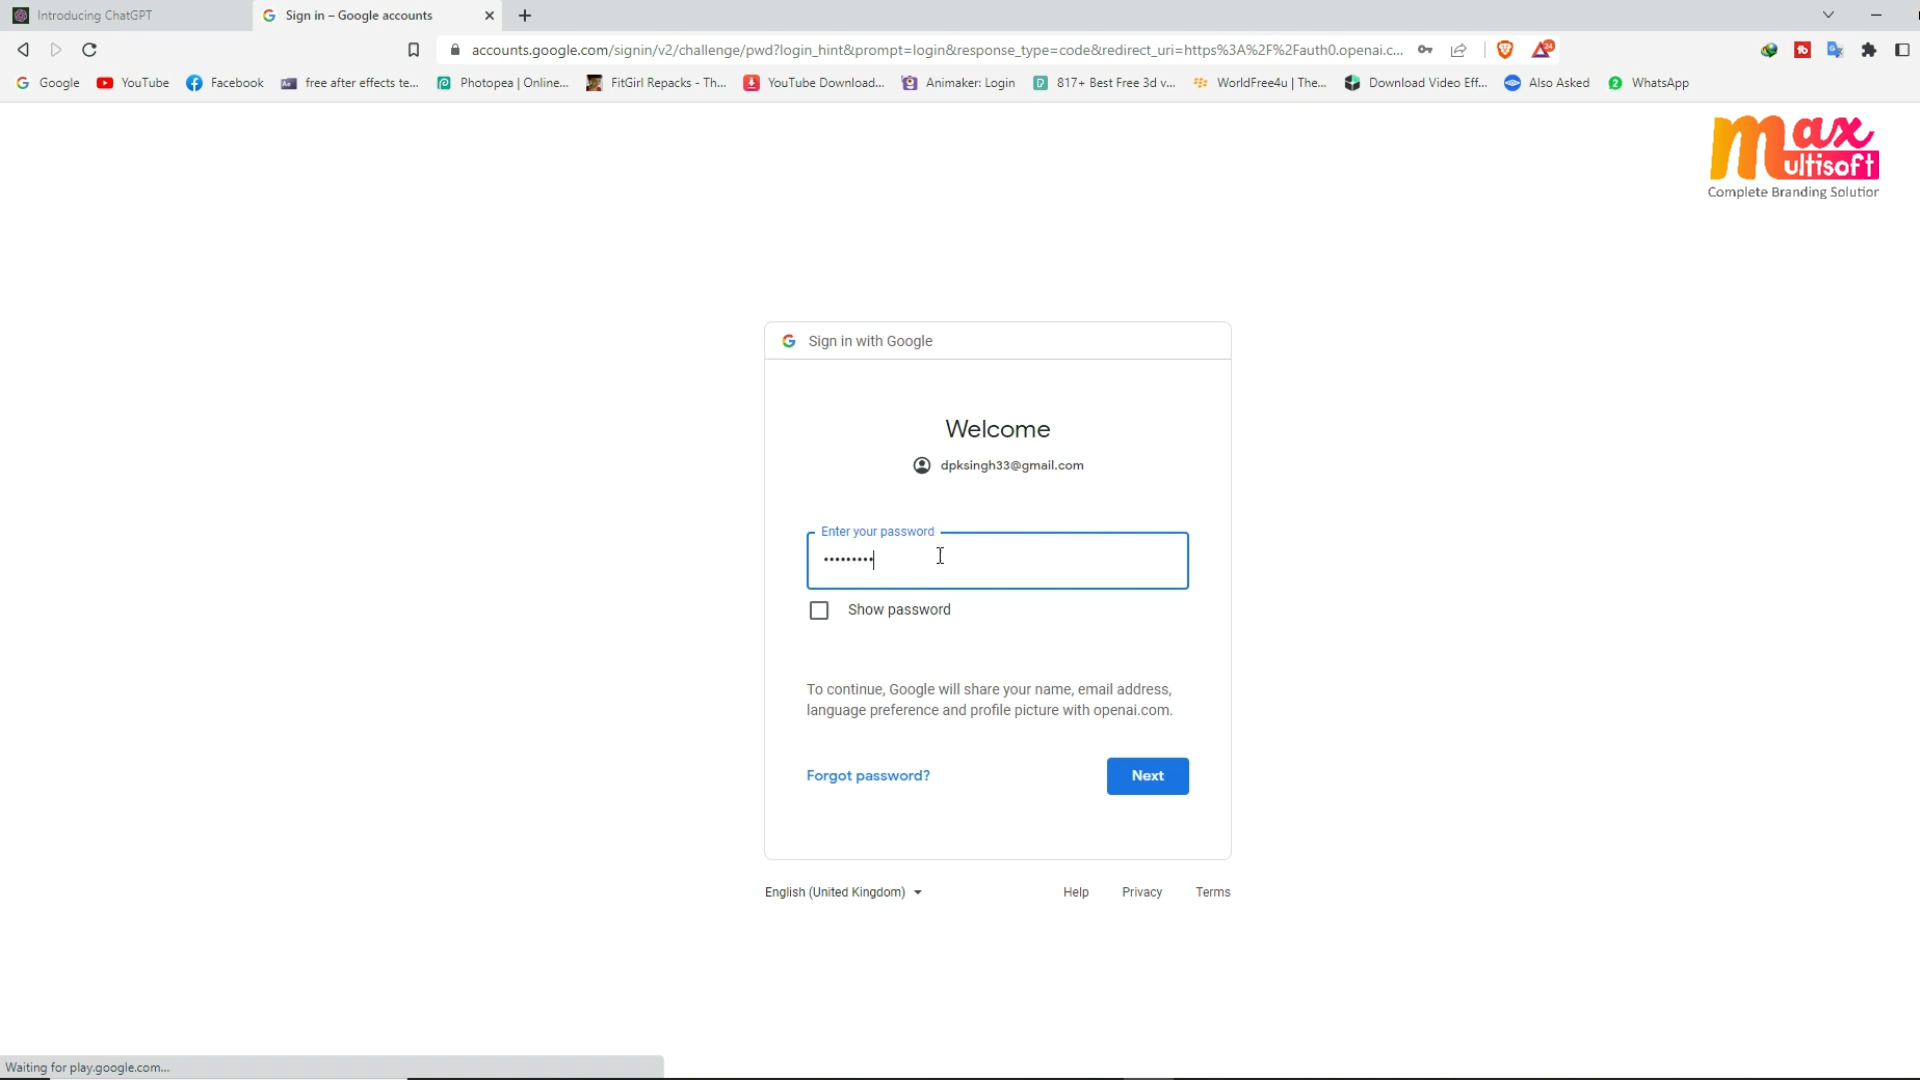 Introducing ChatGPT
Sign in – Google accounts
accounts.google.com/signin/v2/challenge/pwd?login_hint&prompt=login&response_type=code&redirect_uri=https%3A%2F%2Fauth0.openai.c...
24
Google YouTube Facebook free after effects te... Photopea | Online... FitGirl Repacks - Th... YouTube Download... Animaker: Login 817+ Best Free 3d v... WorldFree4u | The... Download Video Eff... Also Asked WhatsApp
max
ultisoft
Complete Branding Solution
Sign in with Google
Welcome
dpksingh33@gmail.com
Enter your password
•••••••••
Show password
To continue, Google will share your name, email address,
language preference and profile picture with openai.com.
Forgot password?
Next
English (United Kingdom)
Help Privacy Terms
Waiting for play.google.com...